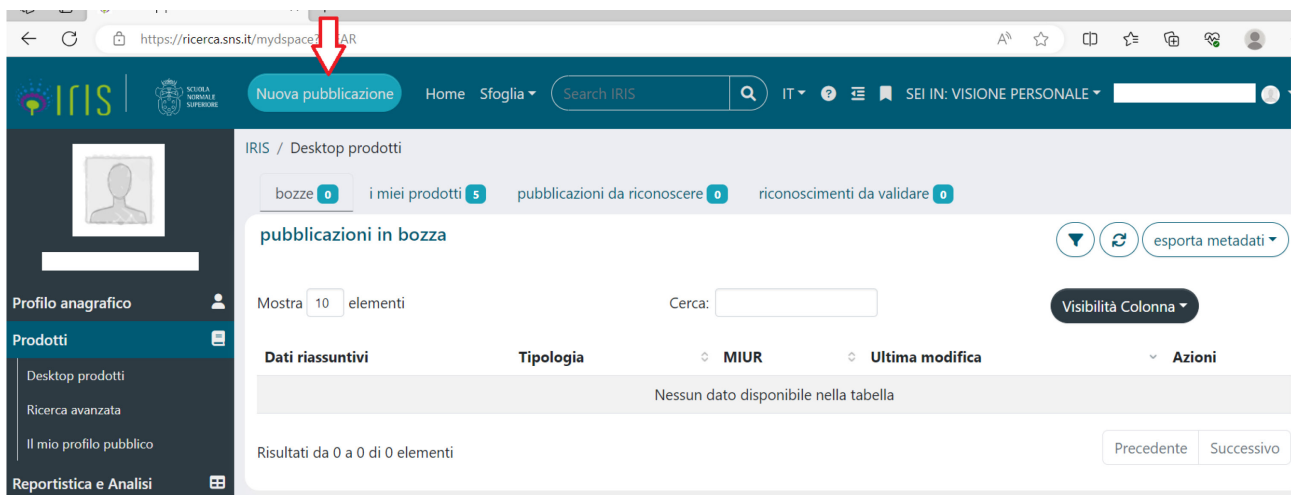 https://ricerca.sns.it/mydspace?
AR
IRIS
SCUOLA
NORMALE
SUPERIORE
Nuova pubblicazione
Home
Sfoglia
Search IRIS
IT
SEI IN: VISIONE PERSONALE
IRIS / Desktop prodotti
bozze 0
i miei prodotti 5
pubblicazioni da riconoscere 0
riconoscimenti da validare 0
pubblicazioni in bozza
esporta metadati
Profilo anagrafico
Mostra 10 elementi
Cerca:
Visibilità Colonna
Prodotti
Dati riassuntivi
Tipologia
MIUR
Ultima modifica
Azioni
Desktop prodotti
Nessun dato disponibile nella tabella
Ricerca avanzata
Il mio profilo pubblico
Risultati da 0 a 0 di 0 elementi
Precedente
Successivo
Reportistica e Analisi